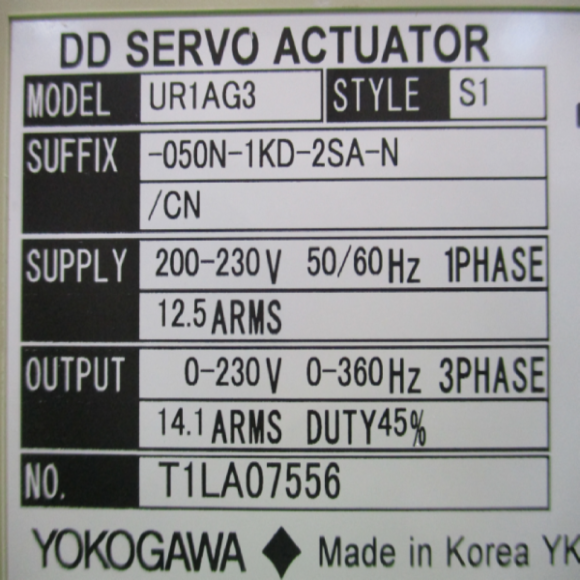 DD SERVO ACTUATOR
MODEL UR1AG3 STYLE S1
SUFFIX -050N-1KD-2SA-N
/CN
SUPPLY 200-230V 50/60Hz 1PHASE
12.5ARMS
OUTPUT 0-230V 0-360Hz 3PHASE
14.1ARMS DUTY45%
NO. T1LA07556
YOKOGAWA ◆ Made in Korea YK